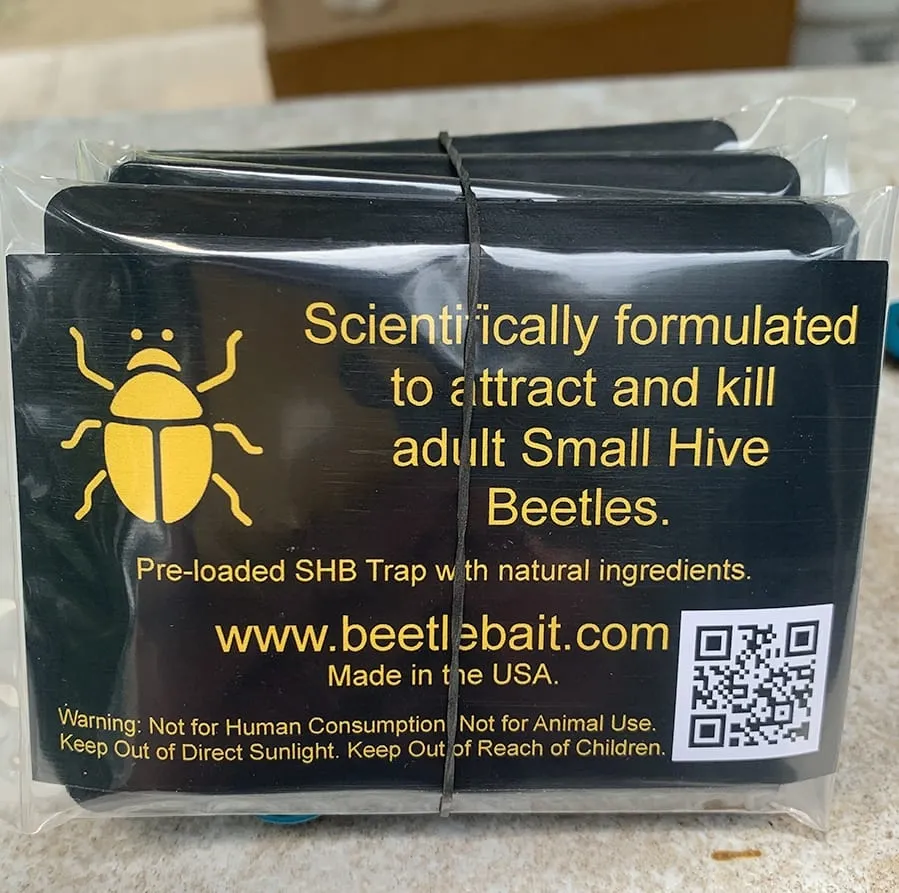 Scientifically formulated
to attract and kill
adult Small Hive
Beetles.
Pre-loaded SHB Trap with natural ingredients.
www.beetlebait.com
Made in the USA.
Warning: Not for Human Consumption. Not for Animal Use.
Keep Out of Direct Sunlight. Keep Out of Reach of Children.